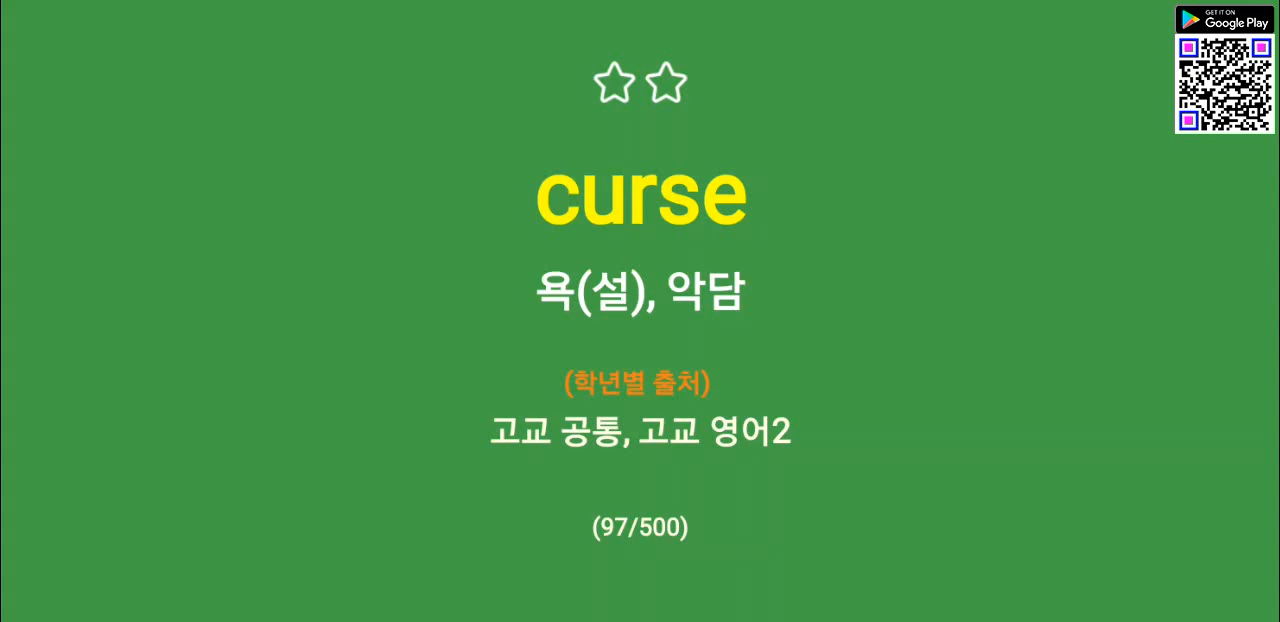 GET IT ON
Google Play
curse
욕(설), 악담
(학년별 출처)
고교 공통, 고교 영어2
(97/500)